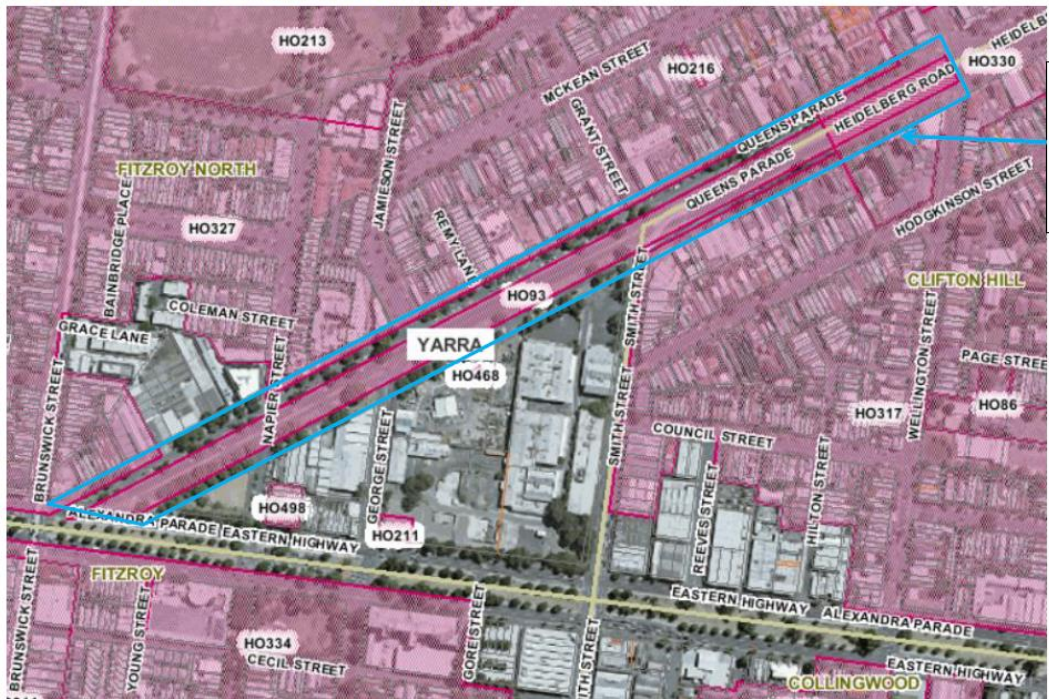 HO213
MCKEAN STREET
HO216
HO330
HEIDELB
HEIDELBERG ROAD
QUEENS PARADE
GRANT STREET
JAMIESON STREET
FITZROY NORTH
BAINBRIDGE PLACE
HO327
REMY LANE
QUEENS PARADE
HODGKINSON STREET
CLIFTON HILL
HO93
COLEMAN STREET
GRACE LANE
YARRA
SMITH STREET
HO468
PAGE STREE
NAPIER STREET
WELLINGTON STREET
HO86
HO317
BRUNSWICK STREET
GEORGE STREET
SMITH STREET
COUNCIL STREET
REEVES STREET
HILTON STREET
HO498
HO211
ALEXANDRA PARADE EASTERN HIGHWAY
FITZROY
EASTERN HIGHWAY
ALEXANDRA PARADE
BRUNSWICK STREET
YOUNG STREET
HO334
CECIL STREET
GORE STREET
ITH STREET
EASTERN HIGHWAY
COLLINGWOOD